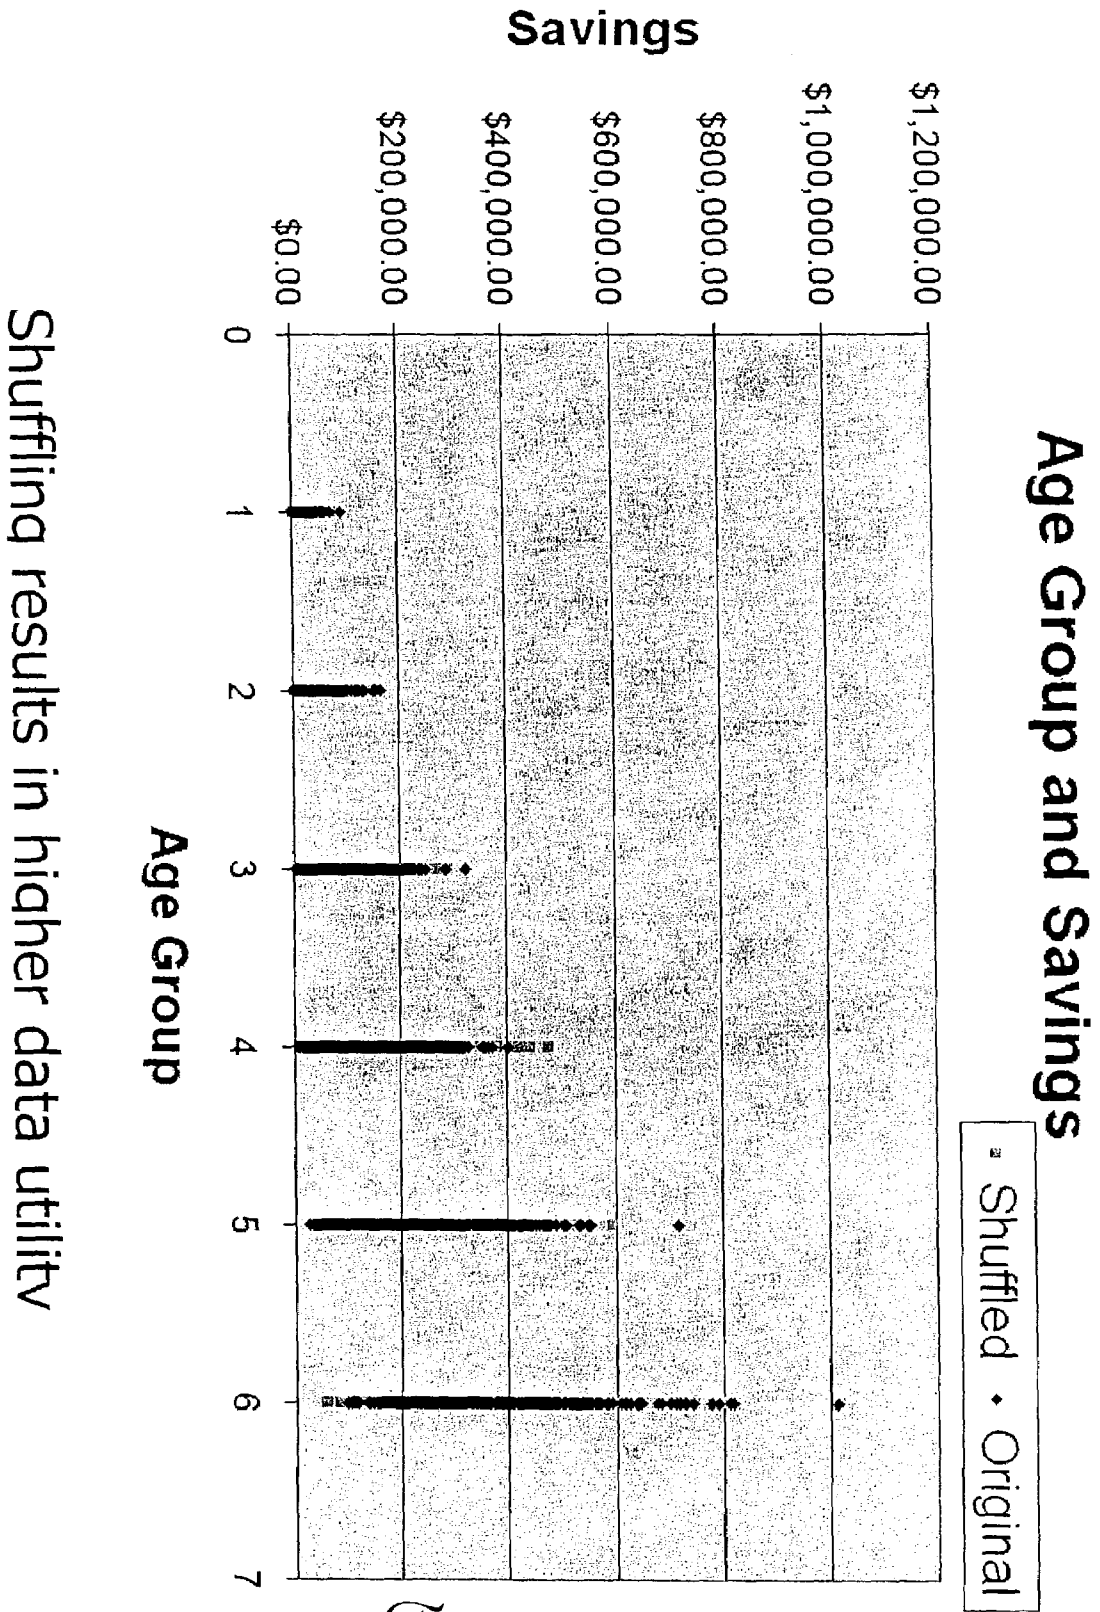 Age Group and Savings
Shuffled Original
Savings
$1,200,000.00
$1,000,000.00
$800,000.00
$600,000.00
$400,000.00
$200,000.00
$0.00
0 1 2 3 4 5 6 7
Age Group
Shuffling results in higher data utility